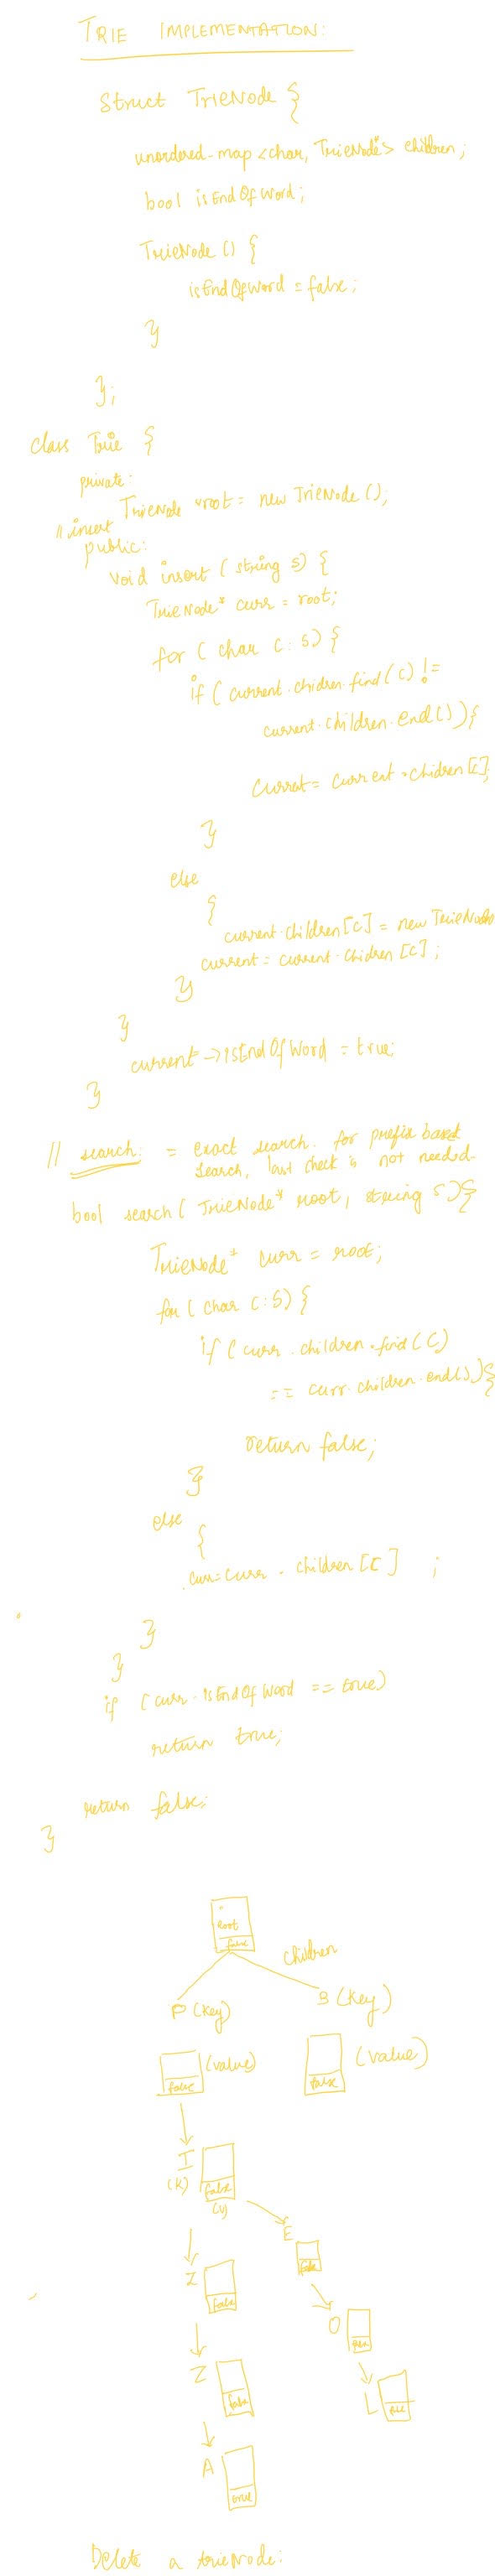 TRIE IMPLEMENTATION:
Struct TrieNode {
unordered_map <char, TrieNode*> children;
bool isEndOfWord;
TrieNode () {
isEndOfWord = false;
}
};
class Trie {
private:
TrieNode *root = new TrieNode ();
// insert
public:
void insert ( string s) {
TrieNode* curr = root;
for ( char c : s) {
if ( current.chidren.find ( c) !=
current.children.end ( )) {
Curret = current.chidren [c];
}
else
{
current.children [c] = new TrieNode
current = current.chidren [c] ;
}
}
current -> isEndOfWord = true;
}
// search: = exact search. for prefix based
search, last check is not needed.
bool search ( TrieNode* root, string s ) {
TrieNode* curr = root;
for ( char c : s) {
if ( curr.children.find ( c)
== curr.children.end ( )) {
return false;
}
else
{
curr = curr.children [c] ;
}
}
if (curr.isEndOfWord == true)
return true;
return false;
}
Root
false
children
P (key)
B (key)
(value)
false
(value)
false
I
(K)
false
(v)
E
false
Z
false
O
false
Z
false
L
A
true
Delete a trieNode: